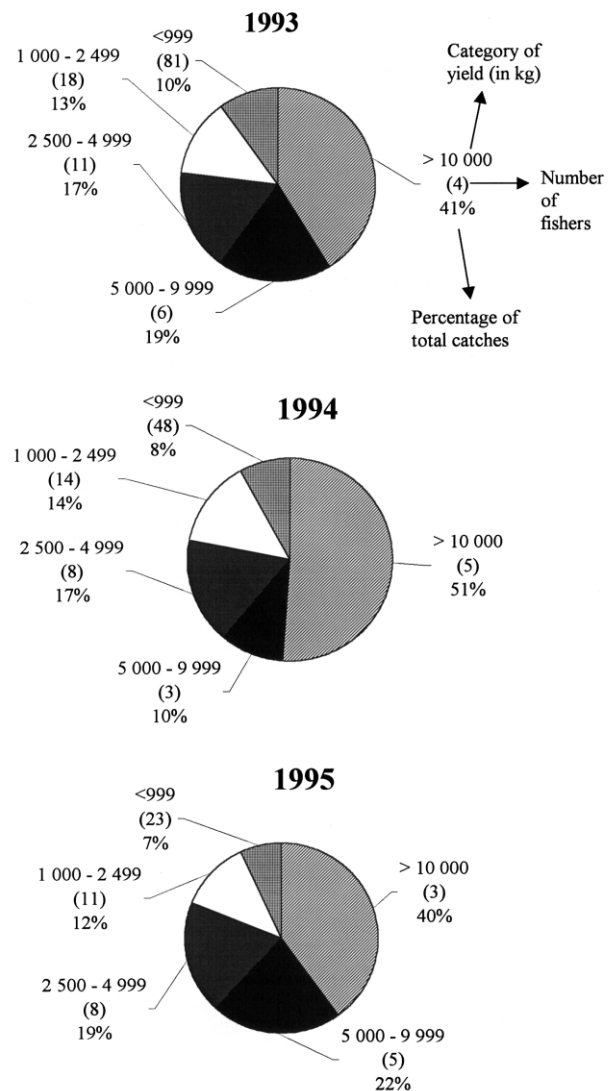 1993
<999
(81)
10%
1 000 - 2 499
(18)
13%
2 500 - 4 999
(11)
17%
5 000 - 9 999
(6)
19%
> 10 000
(4)
41%
Category of
yield (in kg)
Number
of
fishers
Percentage of
total catches
1994
<999
(48)
8%
1 000 - 2 499
(14)
14%
2 500 - 4 999
(8)
17%
5 000 - 9 999
(3)
10%
> 10 000
(5)
51%
1995
<999
(23)
7%
1 000 - 2 499
(11)
12%
2 500 - 4 999
(8)
19%
5 000 - 9 999
(5)
22%
> 10 000
(3)
40%